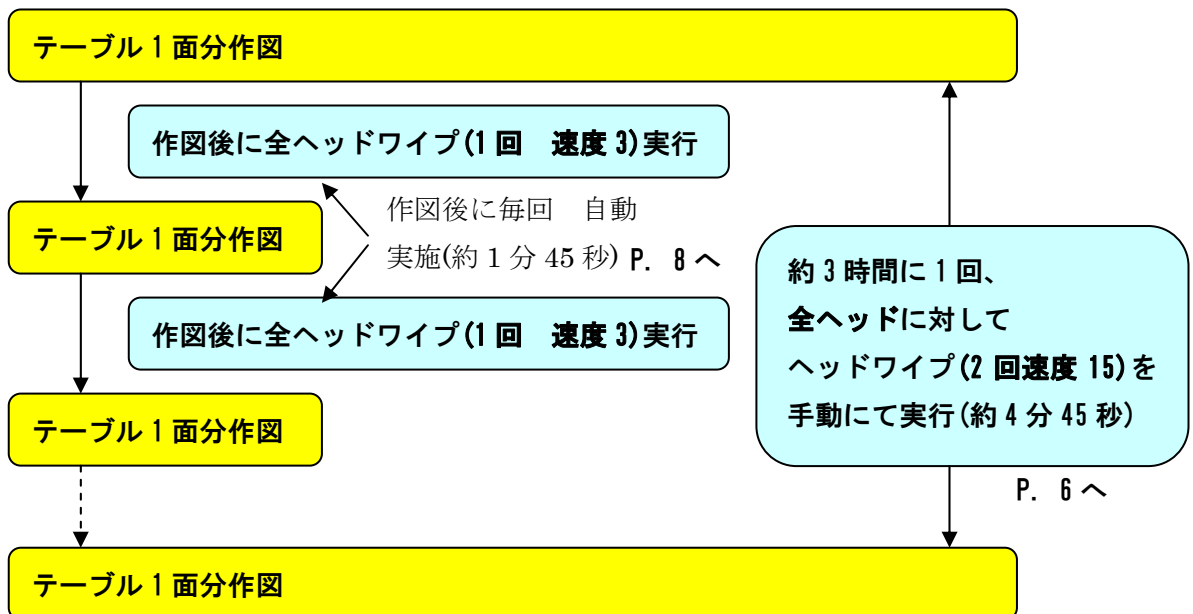 テーブル1面分作図
作図後に全ヘッドワイプ(1回　速度3)実行
作図後に毎回　自動
実施(約1分45秒) P. 8へ
テーブル1面分作図
作図後に全ヘッドワイプ(1回　速度3)実行
約3時間に1回、
全ヘッドに対して
ヘッドワイプ(2回速度15)を
手動にて実行(約4分45秒)
P. 6へ
テーブル1面分作図
テーブル1面分作図